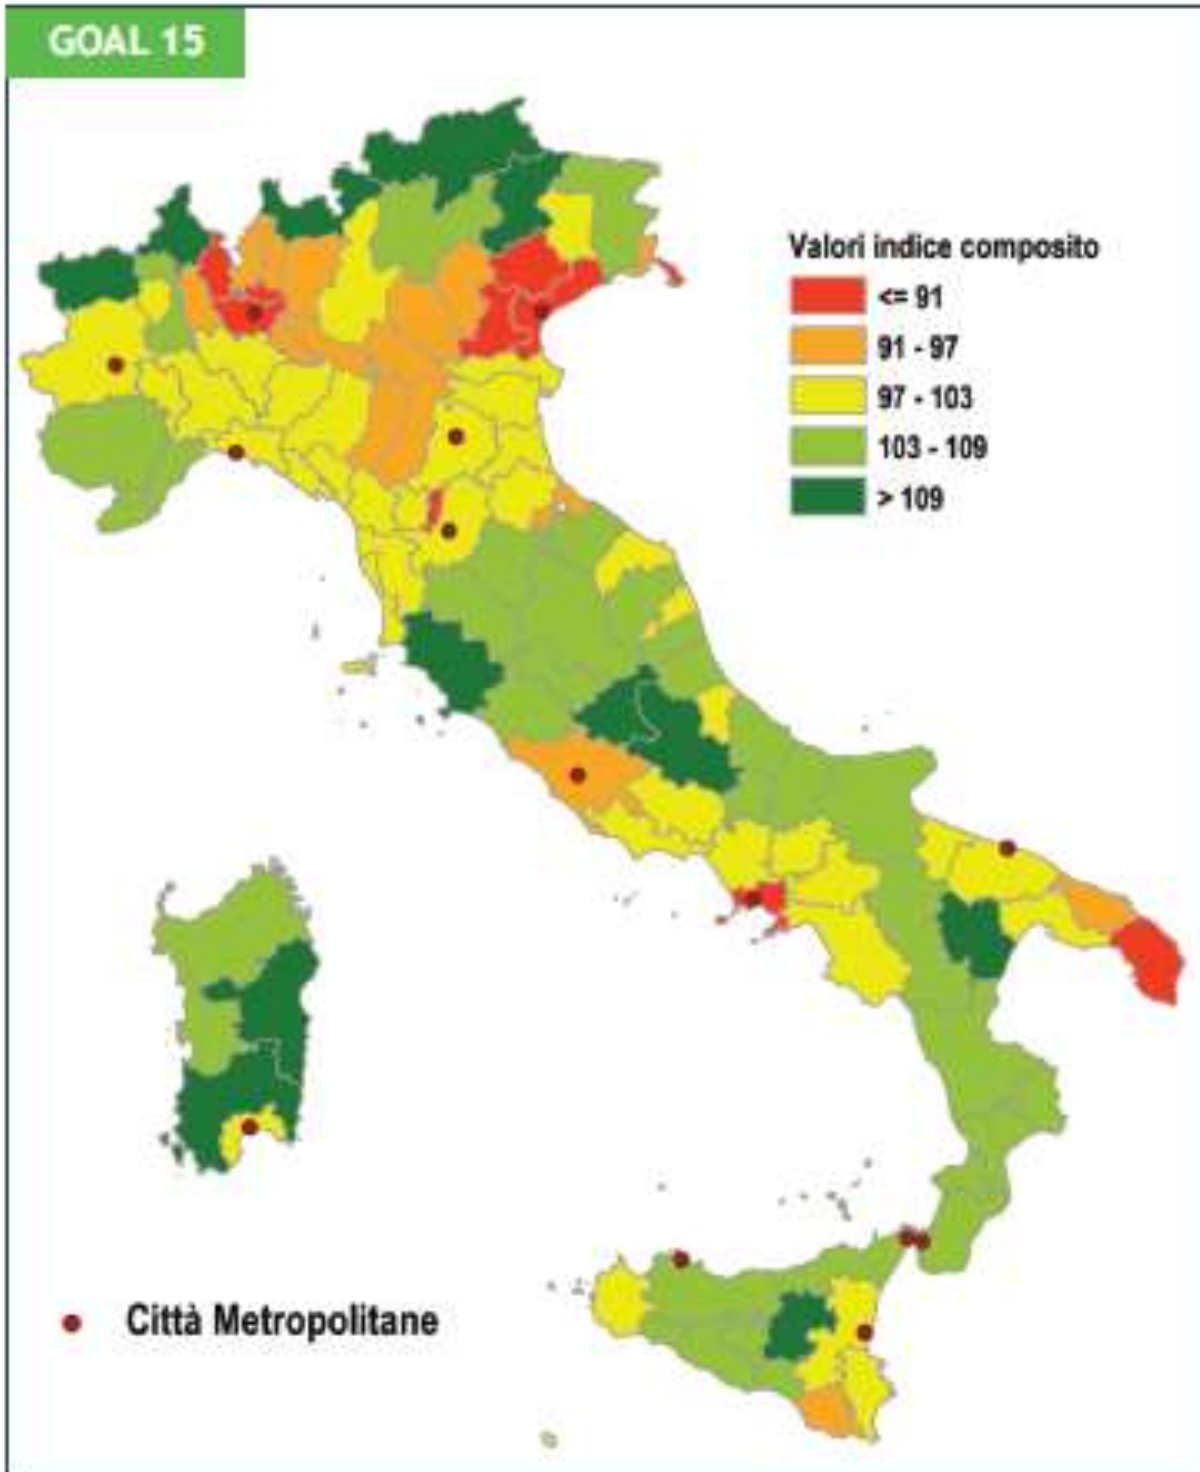 GOAL 15
Valori indice composito
<= 91
91 - 97
97 - 103
103 - 109
> 109
Città Metropolitane